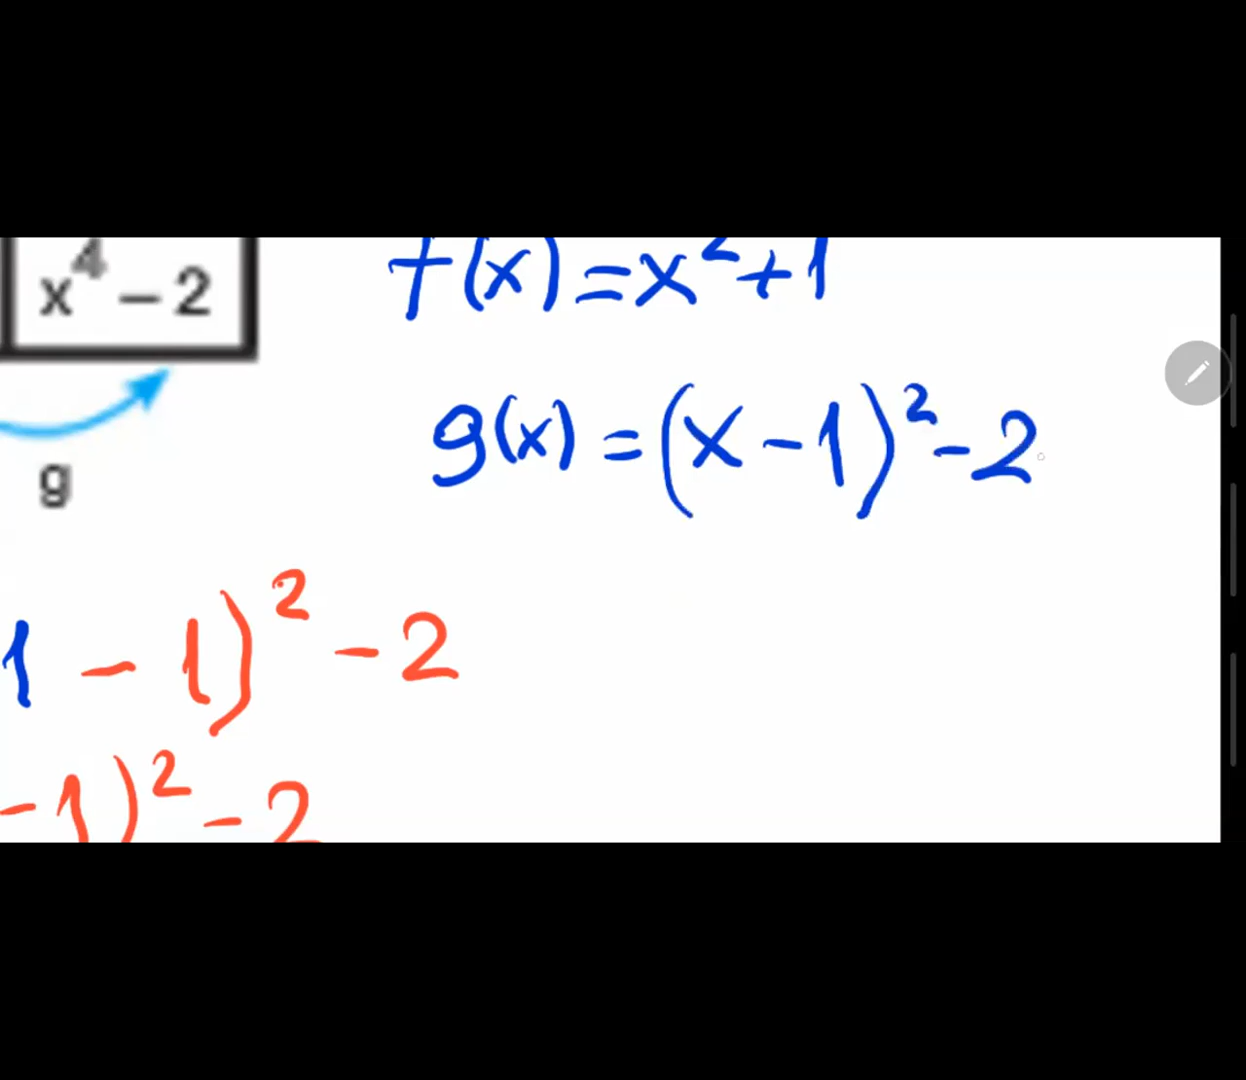 x⁴ – 2
f(x) = x² + 1
g(x) = (x – 1)² – 2
g
1 – 1)² – 2
– 1)² – 2